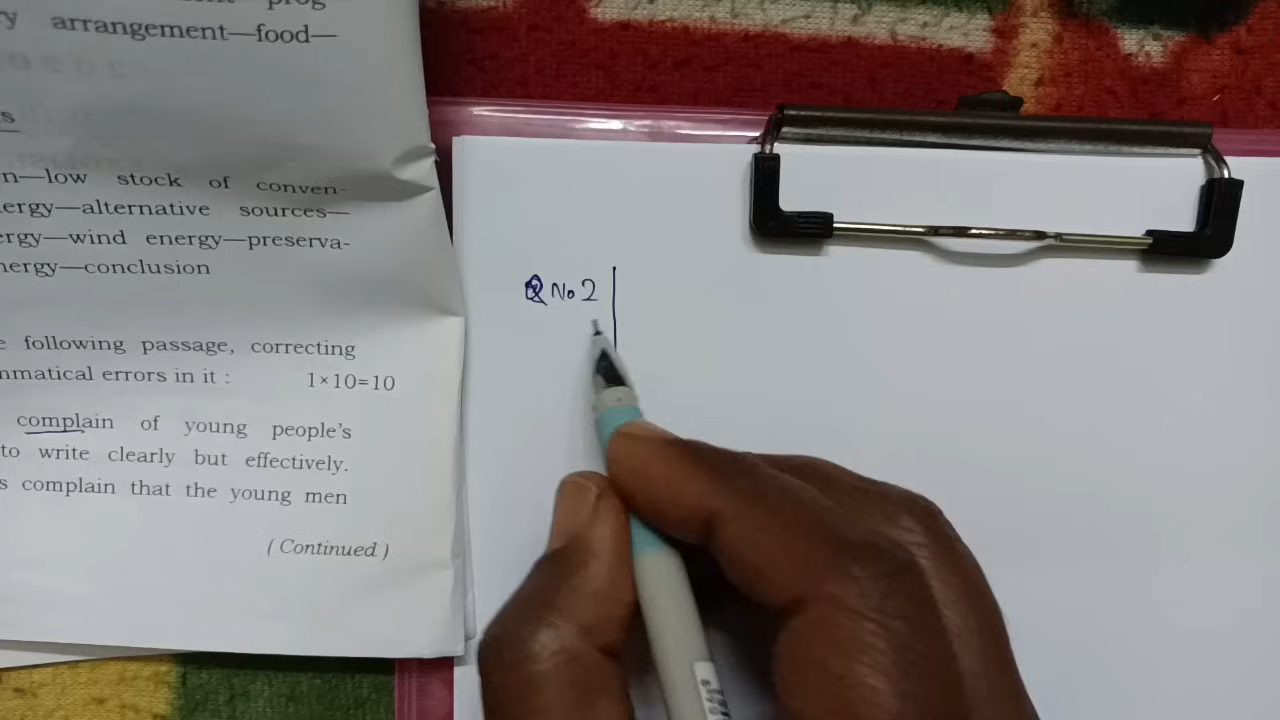 y arrangement—food—
s
n—low stock of conven-
ergy—alternative sources—
ergy—wind energy—preserva-
nergy—conclusion
e following passage, correcting
mmatical errors in it : 1×10=10
complain of young people's
to write clearly but effectively.
s complain that the young men
( Continued )
Q No 2